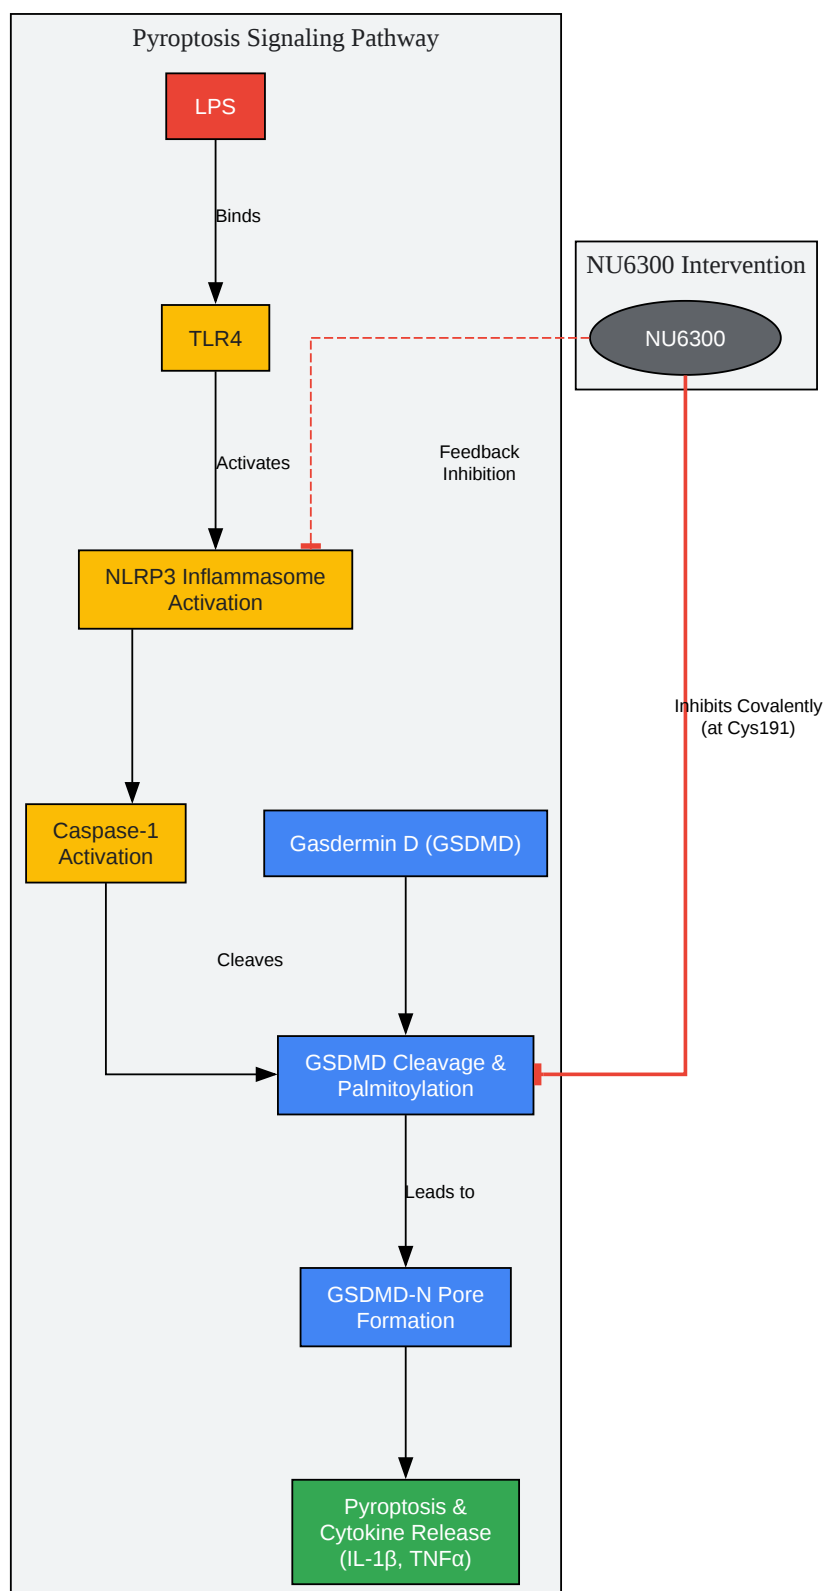 Pyroptosis Signaling Pathway
LPS
Binds
NU6300 Intervention
TLR4
NU6300
Activates
Feedback
Inhibition
NLRP3 Inflammasome
Activation
Inhibits Covalently
(at Cys191)
Caspase-1
Activation
Gasdermin D (GSDMD)
Cleaves
GSDMD Cleavage &
Palmitoylation
Leads to
GSDMD-N Pore
Formation
Pyroptosis &
Cytokine Release
(IL-1β, TNFα)